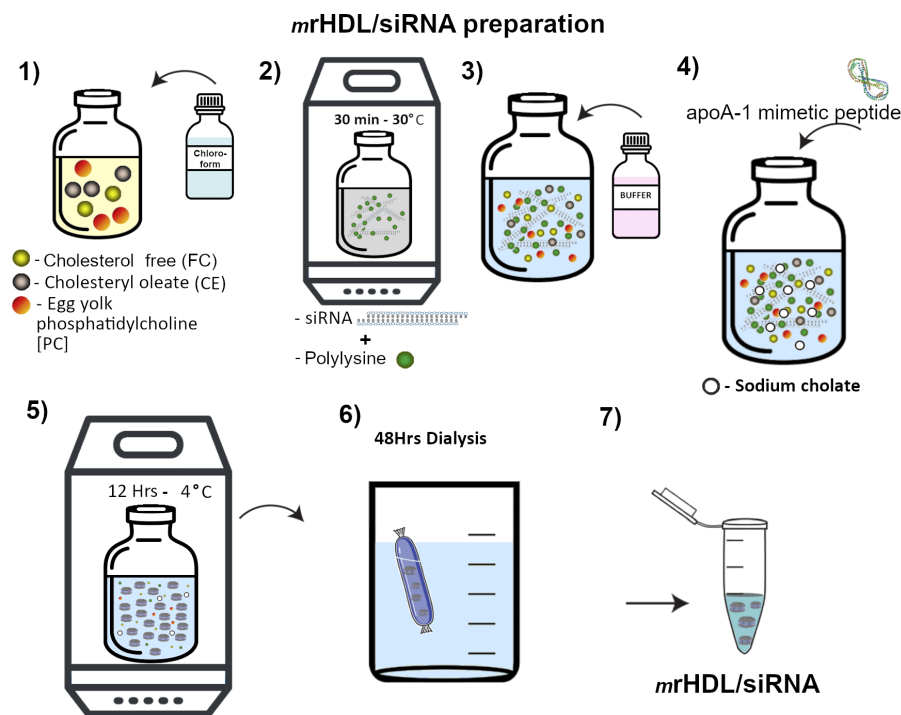 mrHDL/siRNA preparation
1)
Chloro-
form
- Cholesterol free (FC)
- Cholesteryl oleate (CE)
- Egg yolk
phosphatidylcholine
[PC]
2)
30 min - 30°C
- siRNA
+
- Polylysine
3)
BUFFER
4)
apoA-1 mimetic peptide
- Sodium cholate
5)
12 Hrs - 4°C
6)
48Hrs Dialysis
7)
mrHDL/siRNA